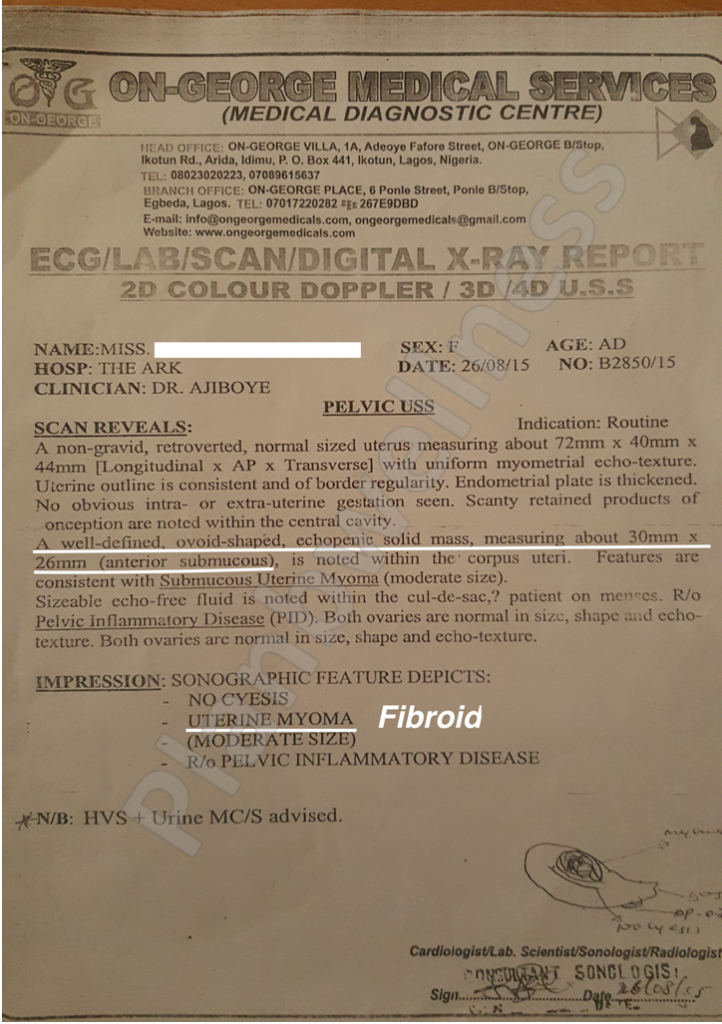 ON-GEORGE MEDICAL SERVICES
ON-GEORGE
(MEDICAL DIAGNOSTIC CENTRE)
HEAD OFFICE: ON-GEORGE VILLA, 1A, Adeoye Fafore Street, ON-GEORGE B/Stop,
Ikotun Rd., Arida, Idimu, P. O. Box 441, Ikotun, Lagos, Nigeria.
TEL: 08023020223, 07089615637
BRANCH OFFICE: ON-GEORGE PLACE, 6 Ponle Street, Ponle B/Stop,
Egbeda, Lagos. TEL: 07017220282 267E9DBD
E-mail: info@ongeorgemedicals.com, ongeorgemedicals@gmail.com
Website: www.ongeorgemedicals.com
ECG/LAB/SCAN/DIGITAL X-RAY REPORT
2D COLOUR DOPPLER / 3D /4D U.S.S
NAME:MISS. SEX: F AGE: AD
HOSP: THE ARK DATE: 26/08/15 NO: B2850/15
CLINICIAN: DR. AJIBOYE
PELVIC USS
SCAN REVEALS: Indication: Routine
A non-gravid, retroverted, normal sized uterus measuring about 72mm x 40mm x
44mm [Longitudinal x AP x Transverse] with uniform myometrial echo-texture.
Uterine outline is consistent and of border regularity. Endometrial plate is thickened.
No obvious intra- or extra-uterine gestation seen. Scanty retained products of
onception are noted within the central cavity.
A well-defined, ovoid-shaped, echopenic solid mass, measuring about 30mm x
26mm (anterior submucous), is noted within the corpus uteri. Features are
consistent with Submucous Uterine Myoma (moderate size).
Sizeable echo-free fluid is noted within the cul-de-sac,? patient on menses. R/o
Pelvic Inflammatory Disease (PID). Both ovaries are normal in size, shape and echo-
texture. Both ovaries are normal in size, shape and echo-texture.
IMPRESSION: SONOGRAPHIC FEATURE DEPICTS:
- NO CYESIS
- UTERINE MYOMA Fibroid
- (MODERATE SIZE)
- R/o PELVIC INFLAMMATORY DISEASE
*N/B: HVS + Urine MC/S advised.
Cardiologist/Lab. Scientist/Sonologist/Radiologist
CONSULTANT SONOLOGIST
Sign. Date 26/08/15